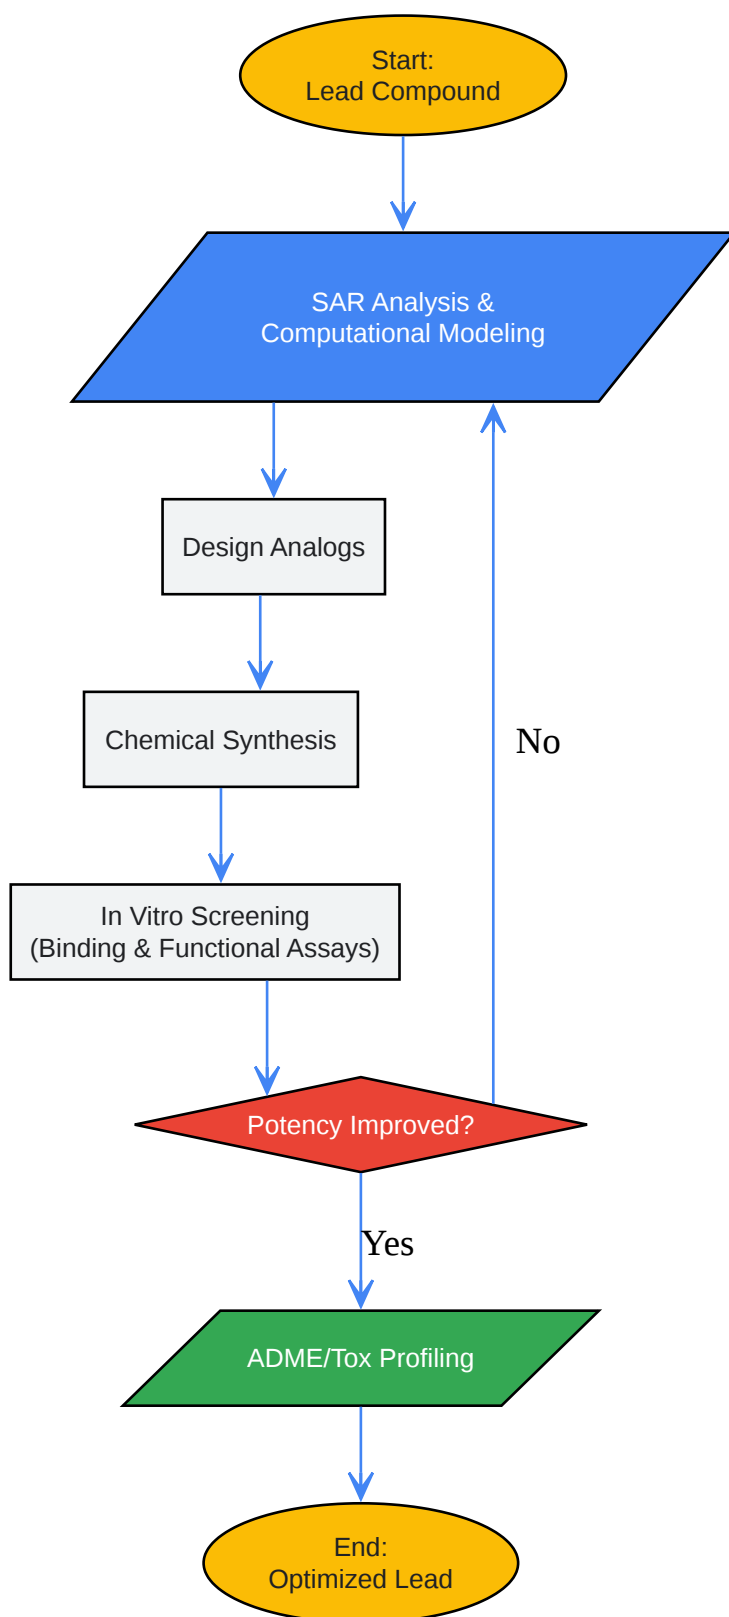 Start:
Lead Compound
SAR Analysis &
Computational Modeling
Design Analogs
Chemical Synthesis
No
In Vitro Screening
(Binding & Functional Assays)
Potency Improved?
Yes
ADME/Tox Profiling
End:
Optimized Lead